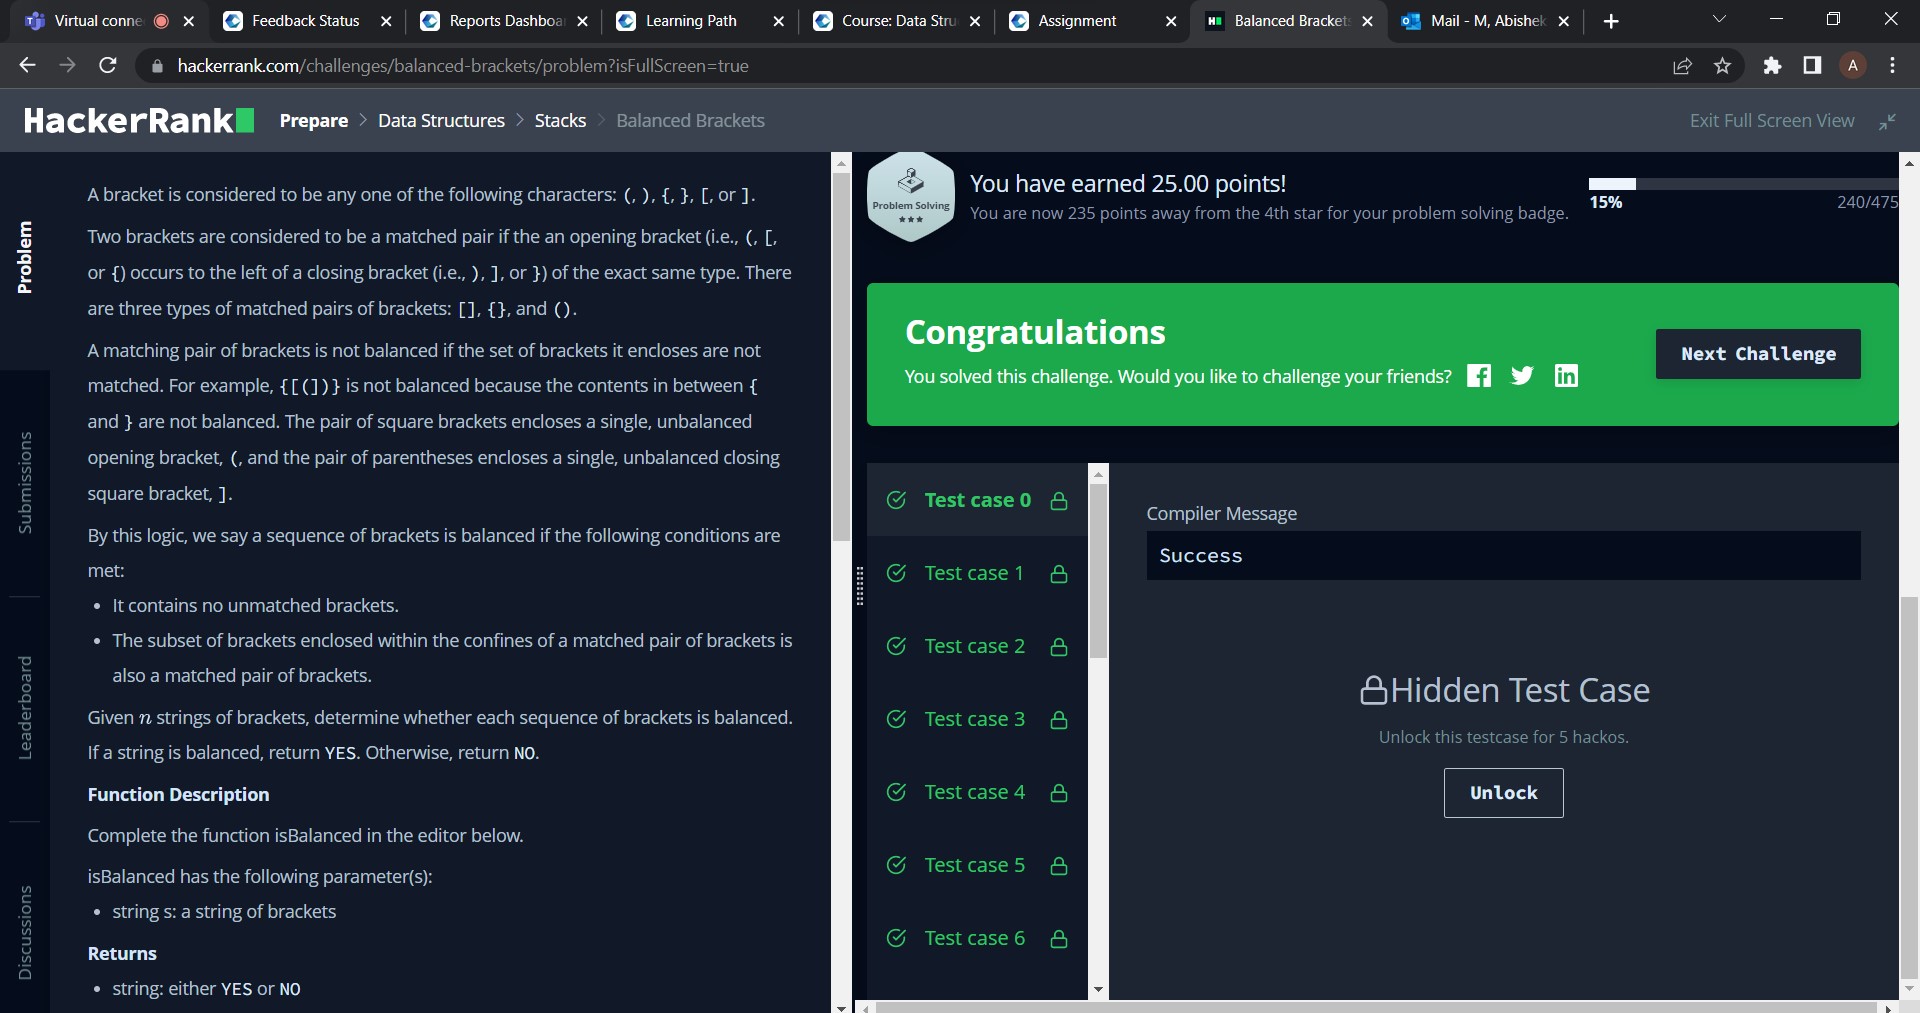 Virtual conne
Feedback Status
Reports Dashboar
Learning Path
Course: Data Stru
Assignment
Balanced Brackets
Mail - M, Abishek
hackerrank.com/challenges/balanced-brackets/problem?isFullScreen=true
A
HackerRank
Prepare > Data Structures > Stacks > Balanced Brackets
Exit Full Screen View
Problem
Submissions
Leaderboard
Discussions
A bracket is considered to be any one of the following characters: (, ), {, }, [, or ].
Two brackets are considered to be a matched pair if the an opening bracket (i.e., (, [,
or {) occurs to the left of a closing bracket (i.e., ), ], or }) of the exact same type. There
are three types of matched pairs of brackets: [], {}, and ().
A matching pair of brackets is not balanced if the set of brackets it encloses are not
matched. For example, {[(])} is not balanced because the contents in between {
and } are not balanced. The pair of square brackets encloses a single, unbalanced
opening bracket, (, and the pair of parentheses encloses a single, unbalanced closing
square bracket, ].
By this logic, we say a sequence of brackets is balanced if the following conditions are
met:
• It contains no unmatched brackets.
• The subset of brackets enclosed within the confines of a matched pair of brackets is
also a matched pair of brackets.
Given n strings of brackets, determine whether each sequence of brackets is balanced.
If a string is balanced, return YES. Otherwise, return NO.
Function Description
Complete the function isBalanced in the editor below.
isBalanced has the following parameter(s):
• string s: a string of brackets
Returns
• string: either YES or NO
Problem Solving
You have earned 25.00 points!
You are now 235 points away from the 4th star for your problem solving badge.
15%
240/475
Congratulations
You solved this challenge. Would you like to challenge your friends?
Next Challenge
Test case 0
Test case 1
Test case 2
Test case 3
Test case 4
Test case 5
Test case 6
Compiler Message
Success
Hidden Test Case
Unlock this testcase for 5 hackos.
Unlock